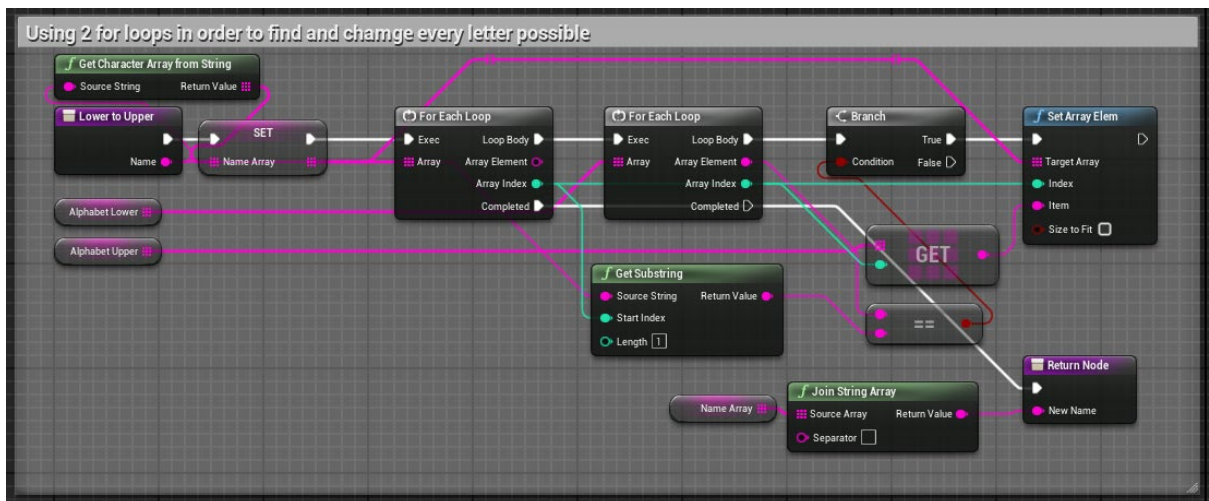 Using 2 for loops in order to find and chamge every letter possible
f Get Character Array from String
Source String Return Value
Lower to Upper
Name
SET
Name Array
For Each Loop
Exec Loop Body
Array Array Element
Array Index
Completed
For Each Loop
Exec Loop Body
Array Array Element
Array Index
Completed
Branch
True
Condition False
f Set Array Elem
Target Array
Index
Item
Size to Fit
Alphabet Lower
Alphabet Upper
GET
f Get Substring
Source String Return Value
Start Index
Length 1
==
Return Node
New Name
Name Array
f Join String Array
Source Array Return Value
Separator